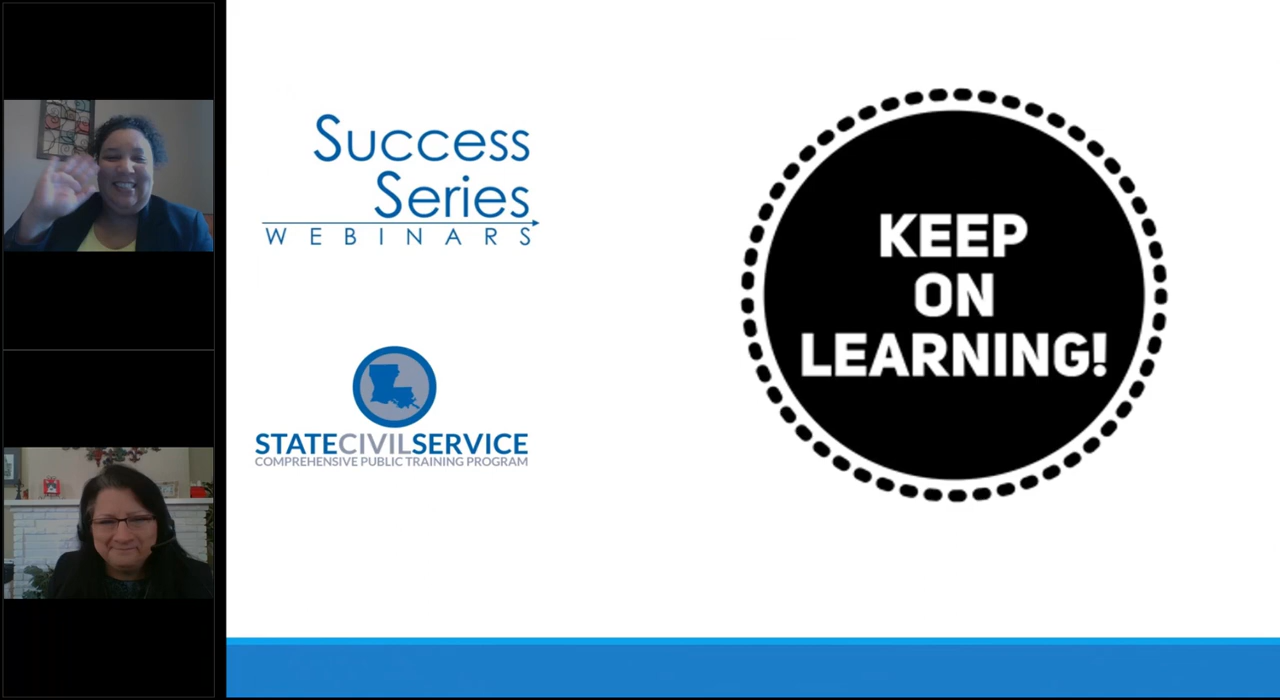 Success
Series
WEBINARS
STATECIVILSERVICE
COMPREHENSIVE PUBLIC TRAINING PROGRAM
KEEP
ON
LEARNING!